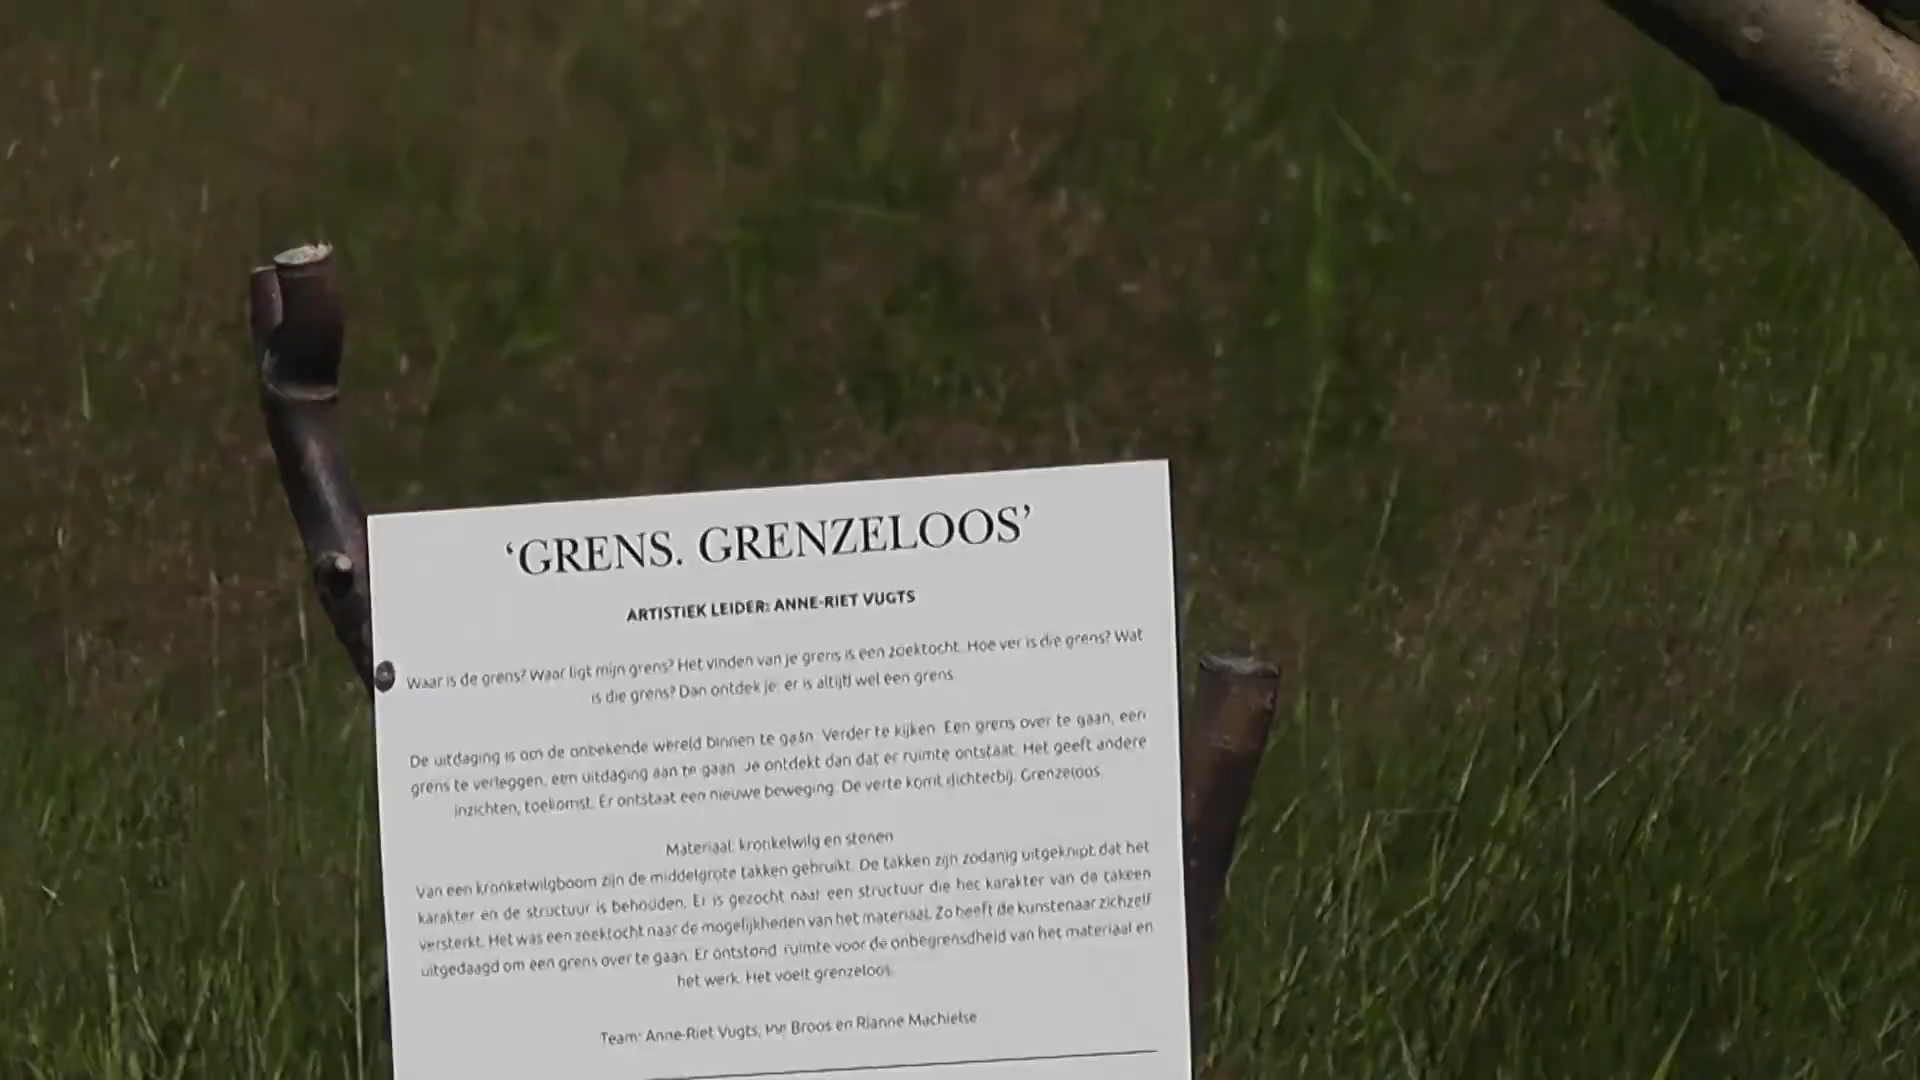 ‘GRENS. GRENZELOOS’
ARTISTIEK LEIDER: ANNE-RIET VUGTS
Waar is de grens? Waar ligt mijn grens? Het vinden van je grens is een zoektocht. Hoe ver is die grens? Wat
is die grens? Dan ontdek je, er is altijd wel een grens.
De uitdaging is om de onbekende wereld binnen te gaan. Verder te kijken. Een grens over te gaan, een
grens te verleggen, een uitdaging aan te gaan. Je ontdekt dan dat er ruimte ontstaat. Het geeft andere
inzichten, toekomst. Er ontstaat een nieuwe beweging. De verte komt dichterbij. Grenzeloos.
Materiaal: kronkelwilg en stenen
Van een kronkelwilgboom zijn de middelgrote takken gebruikt. De takken zijn zodanig uitgeknipt dat het
karakter en de structuur is behouden. Er is gezocht naar een structuur die het karakter van de takken
versterkt. Het was een zoektocht naar de mogelijkheden van het materiaal. Zo heeft de kunstenaar zichzelf
uitgedaagd om een grens over te gaan. Er ontstond ruimte voor de onbegrensdheid van het materiaal en
het werk. Het voelt grenzeloos.
Team: Anne-Riet Vugts, Broos en Rianne Machielse